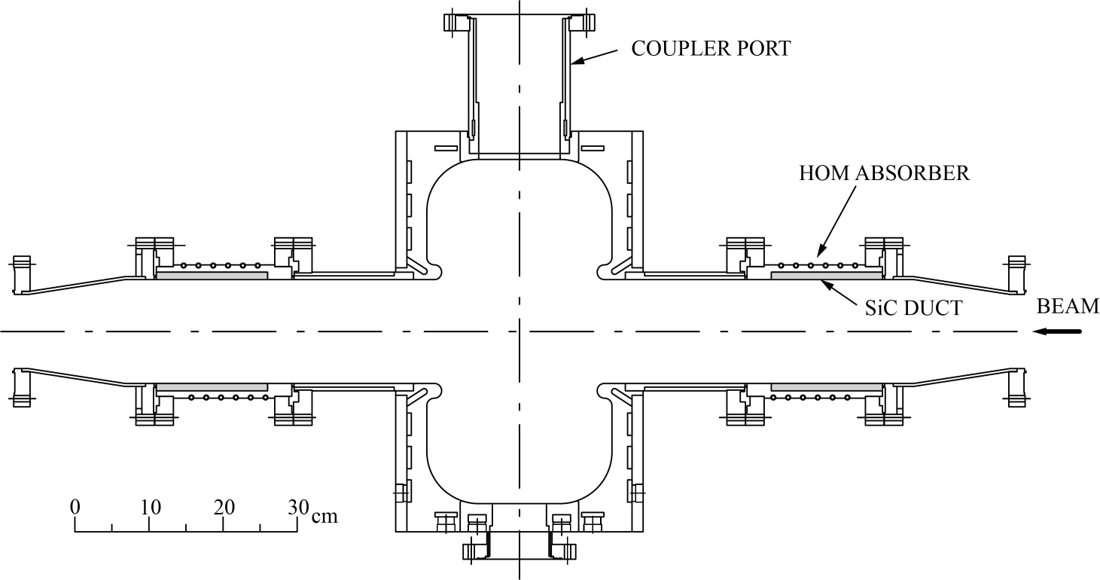 COUPLER PORT
HOM ABSORBER
SiC DUCT
BEAM
0 10 20 30 cm